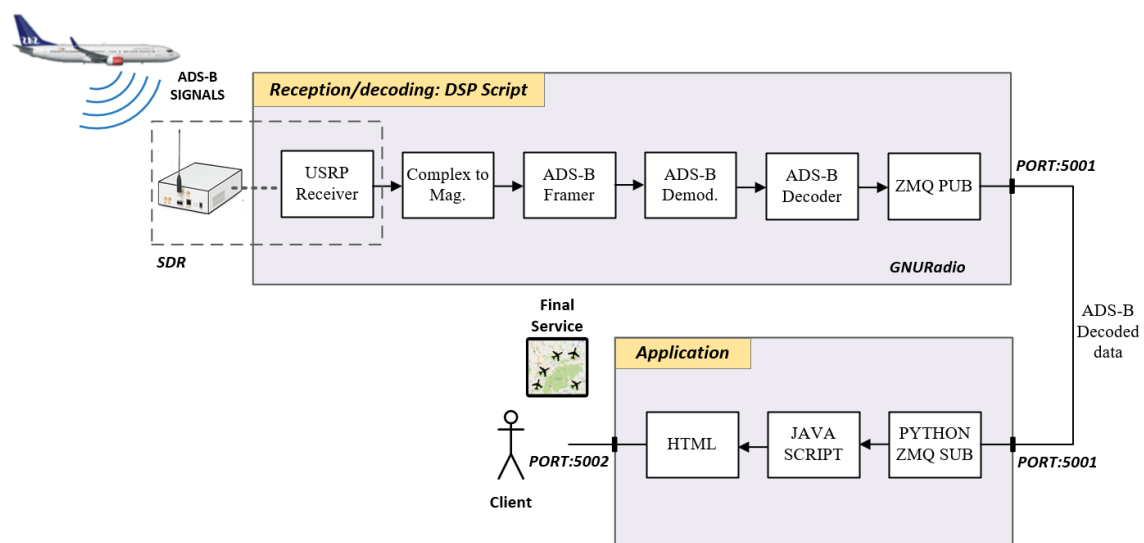 ADS-B
SIGNALS
Reception/decoding: DSP Script
USRP
Receiver
Complex to
Mag.
ADS-B
Framer
ADS-B
Demod.
ADS-B
Decoder
ZMQ PUB
PORT:5001
SDR
GNURadio
ADS-B
Decoded
data
Final
Service
Application
HTML
JAVA
SCRIPT
PYTHON
ZMQ SUB
PORT:5002
PORT:5001
Client